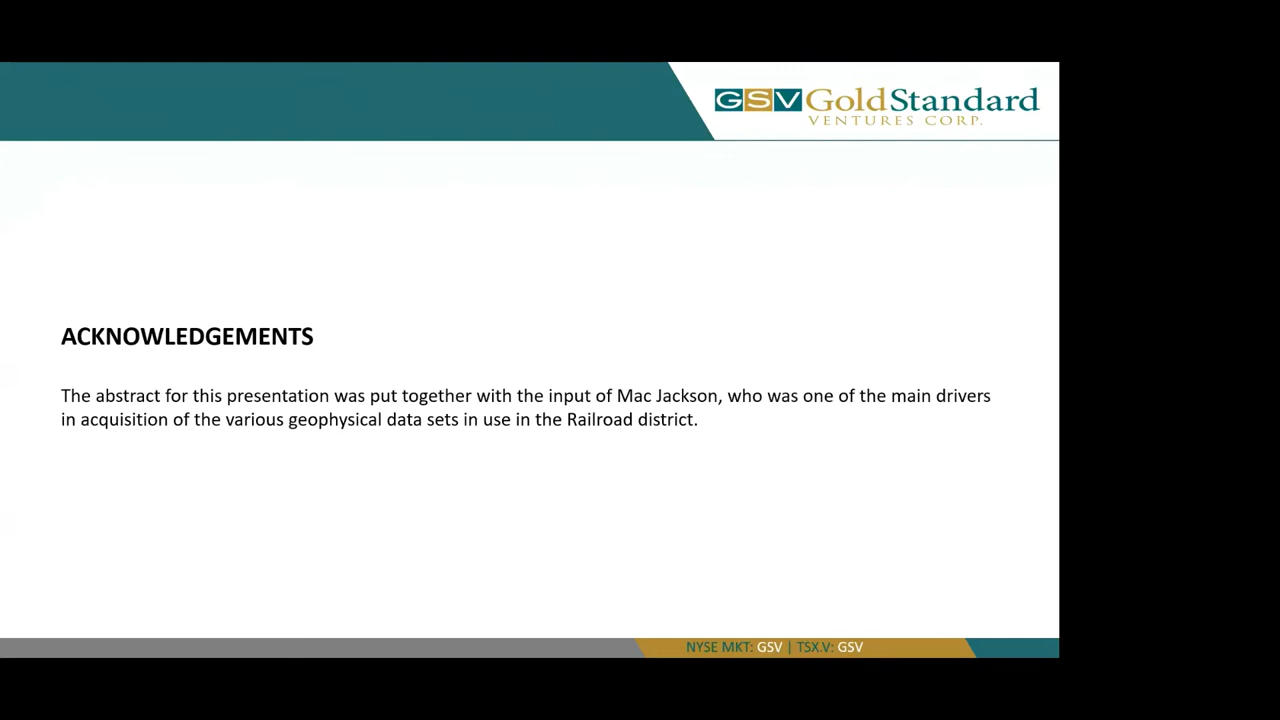 GSV GoldStandard
VENTURES CORP.
ACKNOWLEDGEMENTS
The abstract for this presentation was put together with the input of Mac Jackson, who was one of the main drivers
in acquisition of the various geophysical data sets in use in the Railroad district.
NYSE MKT: GSV | TSX.V: GSV